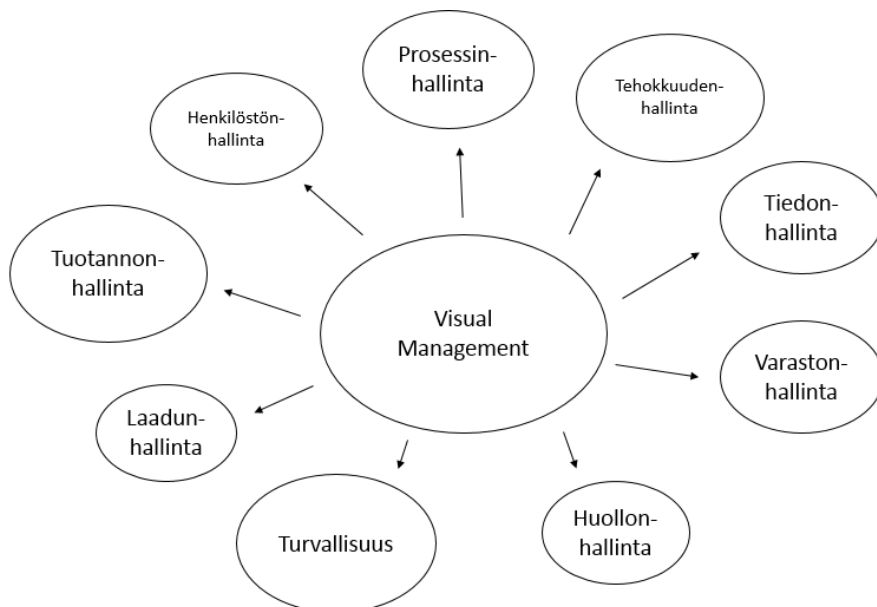 Prosessin-
hallinta
Tehokkuuden-
hallinta
Henkilöstön-
hallinta
Tiedon-
hallinta
Tuotannon-
hallinta
Visual
Management
Varaston-
hallinta
Laadun-
hallinta
Huollon-
hallinta
Turvallisuus